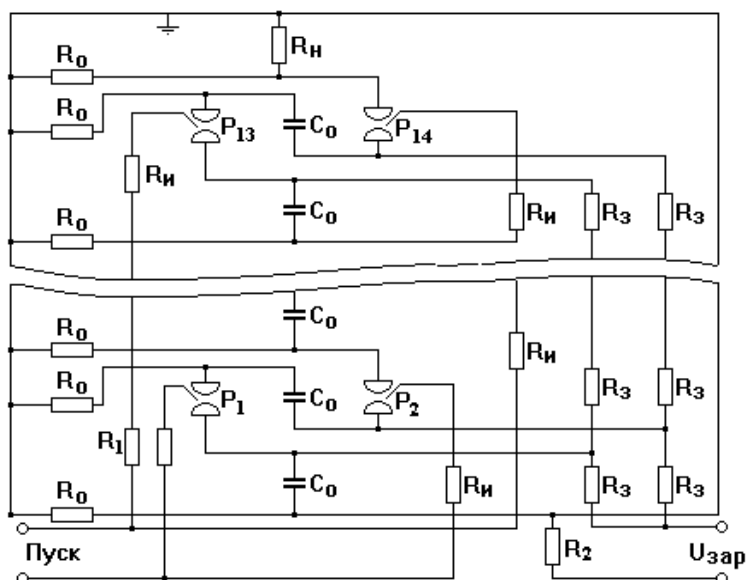 R₀ Rн
R₀ P₁₃ C₀ P₁₄
Rи
R₀ C₀ Rи Rз Rз
C₀
R₀ Rи
R₀ P₁ C₀ P₂ Rз Rз
R₁
R₀ C₀ Rи Rз Rз
Пуск R₂ Uзар